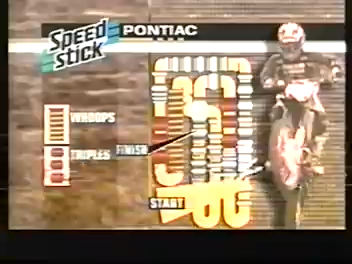 Speed
stick
PONTIAC
WHOOPS
TRIPLES
FINISH
START